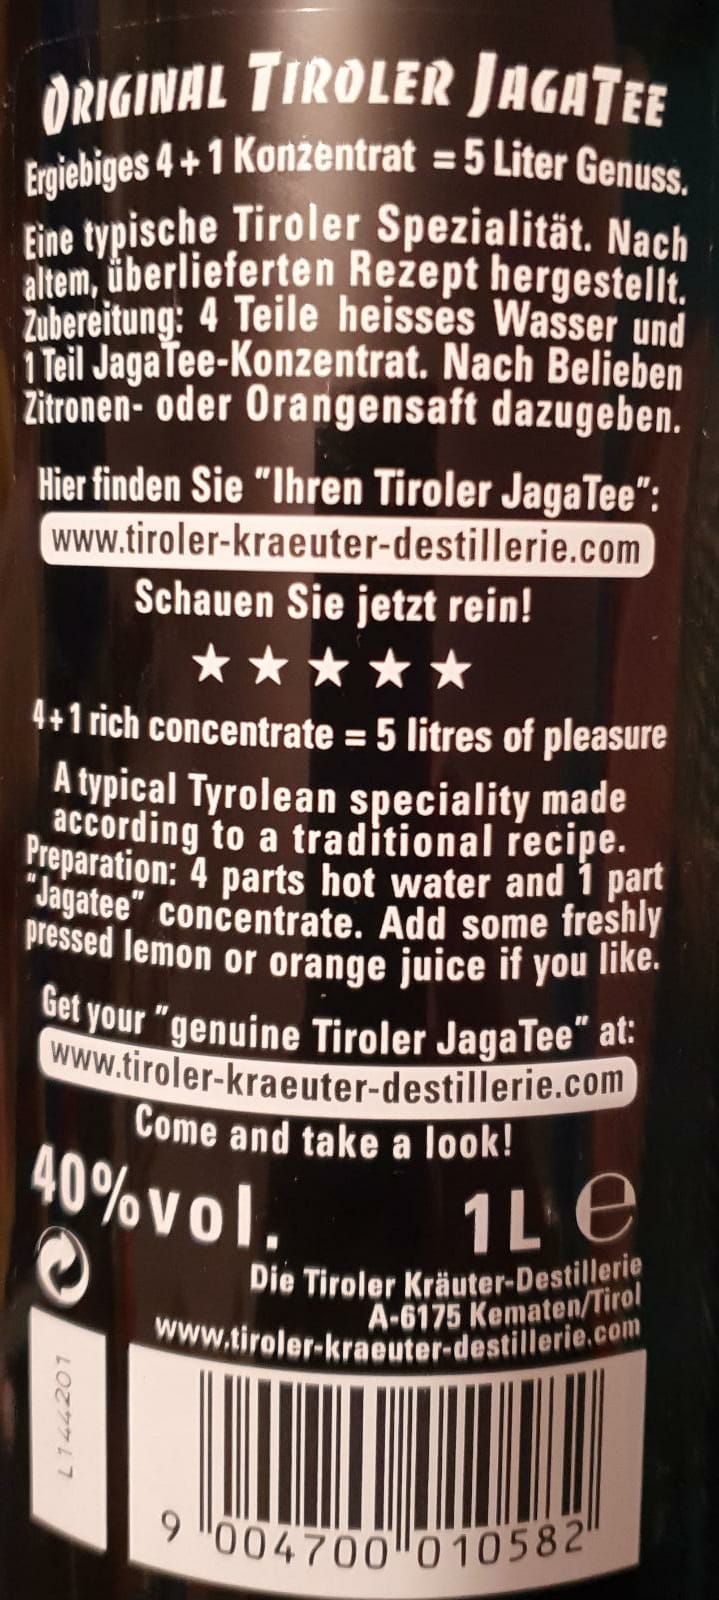 ORIGINAL TIROLER JAGATEE
Ergiebiges 4+1 Konzentrat = 5 Liter Genuss.
Eine typische Tiroler Spezialität. Nach
altem, überlieferten Rezept hergestellt.
Zubereitung: 4 Teile heisses Wasser und
1 Teil JagaTee-Konzentrat. Nach Belieben
Zitronen- oder Orangensaft dazugeben.
Hier finden Sie "Ihren Tiroler JagaTee":
www.tiroler-kraeuter-destillerie.com
Schauen Sie jetzt rein!
★ ★ ★ ★ ★
4+1 rich concentrate = 5 litres of pleasure
A typical Tyrolean speciality made
according to a traditional recipe.
Preparation: 4 parts hot water and 1 part
"Jagatee" concentrate. Add some freshly
pressed lemon or orange juice if you like.
Get your "genuine Tiroler JagaTee" at:
www.tiroler-kraeuter-destillerie.com
Come and take a look!
40%vol. 1L ℮
Die Tiroler Kräuter-Destillerie
A-6175 Kematen/Tirol
www.tiroler-kraeuter-destillerie.com
L144201
9 004700 010582